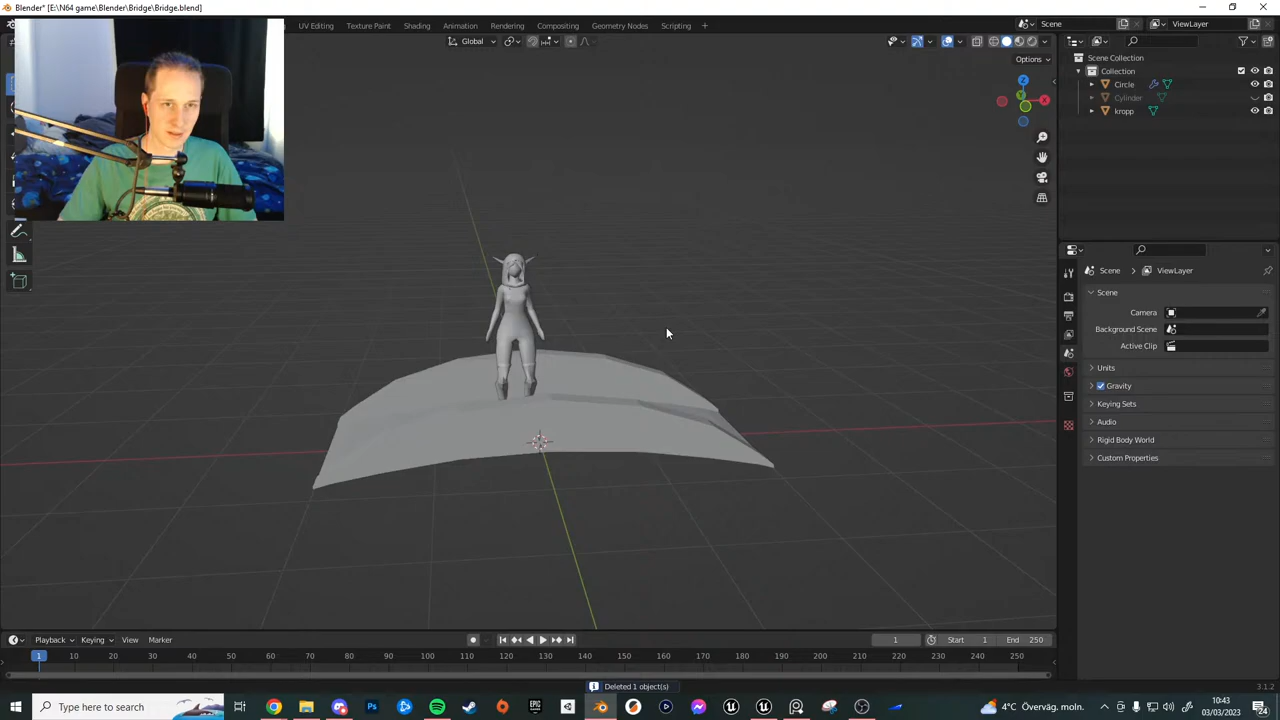 Blender* [E:\N64 game\Blender\Bridge\Bridge.blend]
UV Editing Texture Paint Shading Animation Rendering Compositing Geometry Nodes Scripting + Scene ViewLayer
Global Options
Scene Collection
Collection
Circle
Cylinder
kropp
Z
Y
X
Scene ViewLayer
Scene
Camera
Background Scene
Active Clip
Units
Gravity
Keying Sets
Audio
Rigid Body World
Custom Properties
Playback Keying View Marker 1 Start 1 End 250
1 10 20 30 40 50 60 70 80 90 100 110 120 130 140 150 160 170 180 190 200 210 220 230 240 250
Deleted 1 object(s) 3.1.2
Type here to search 4°C Överväg. moln. 10:43
03/03/2023